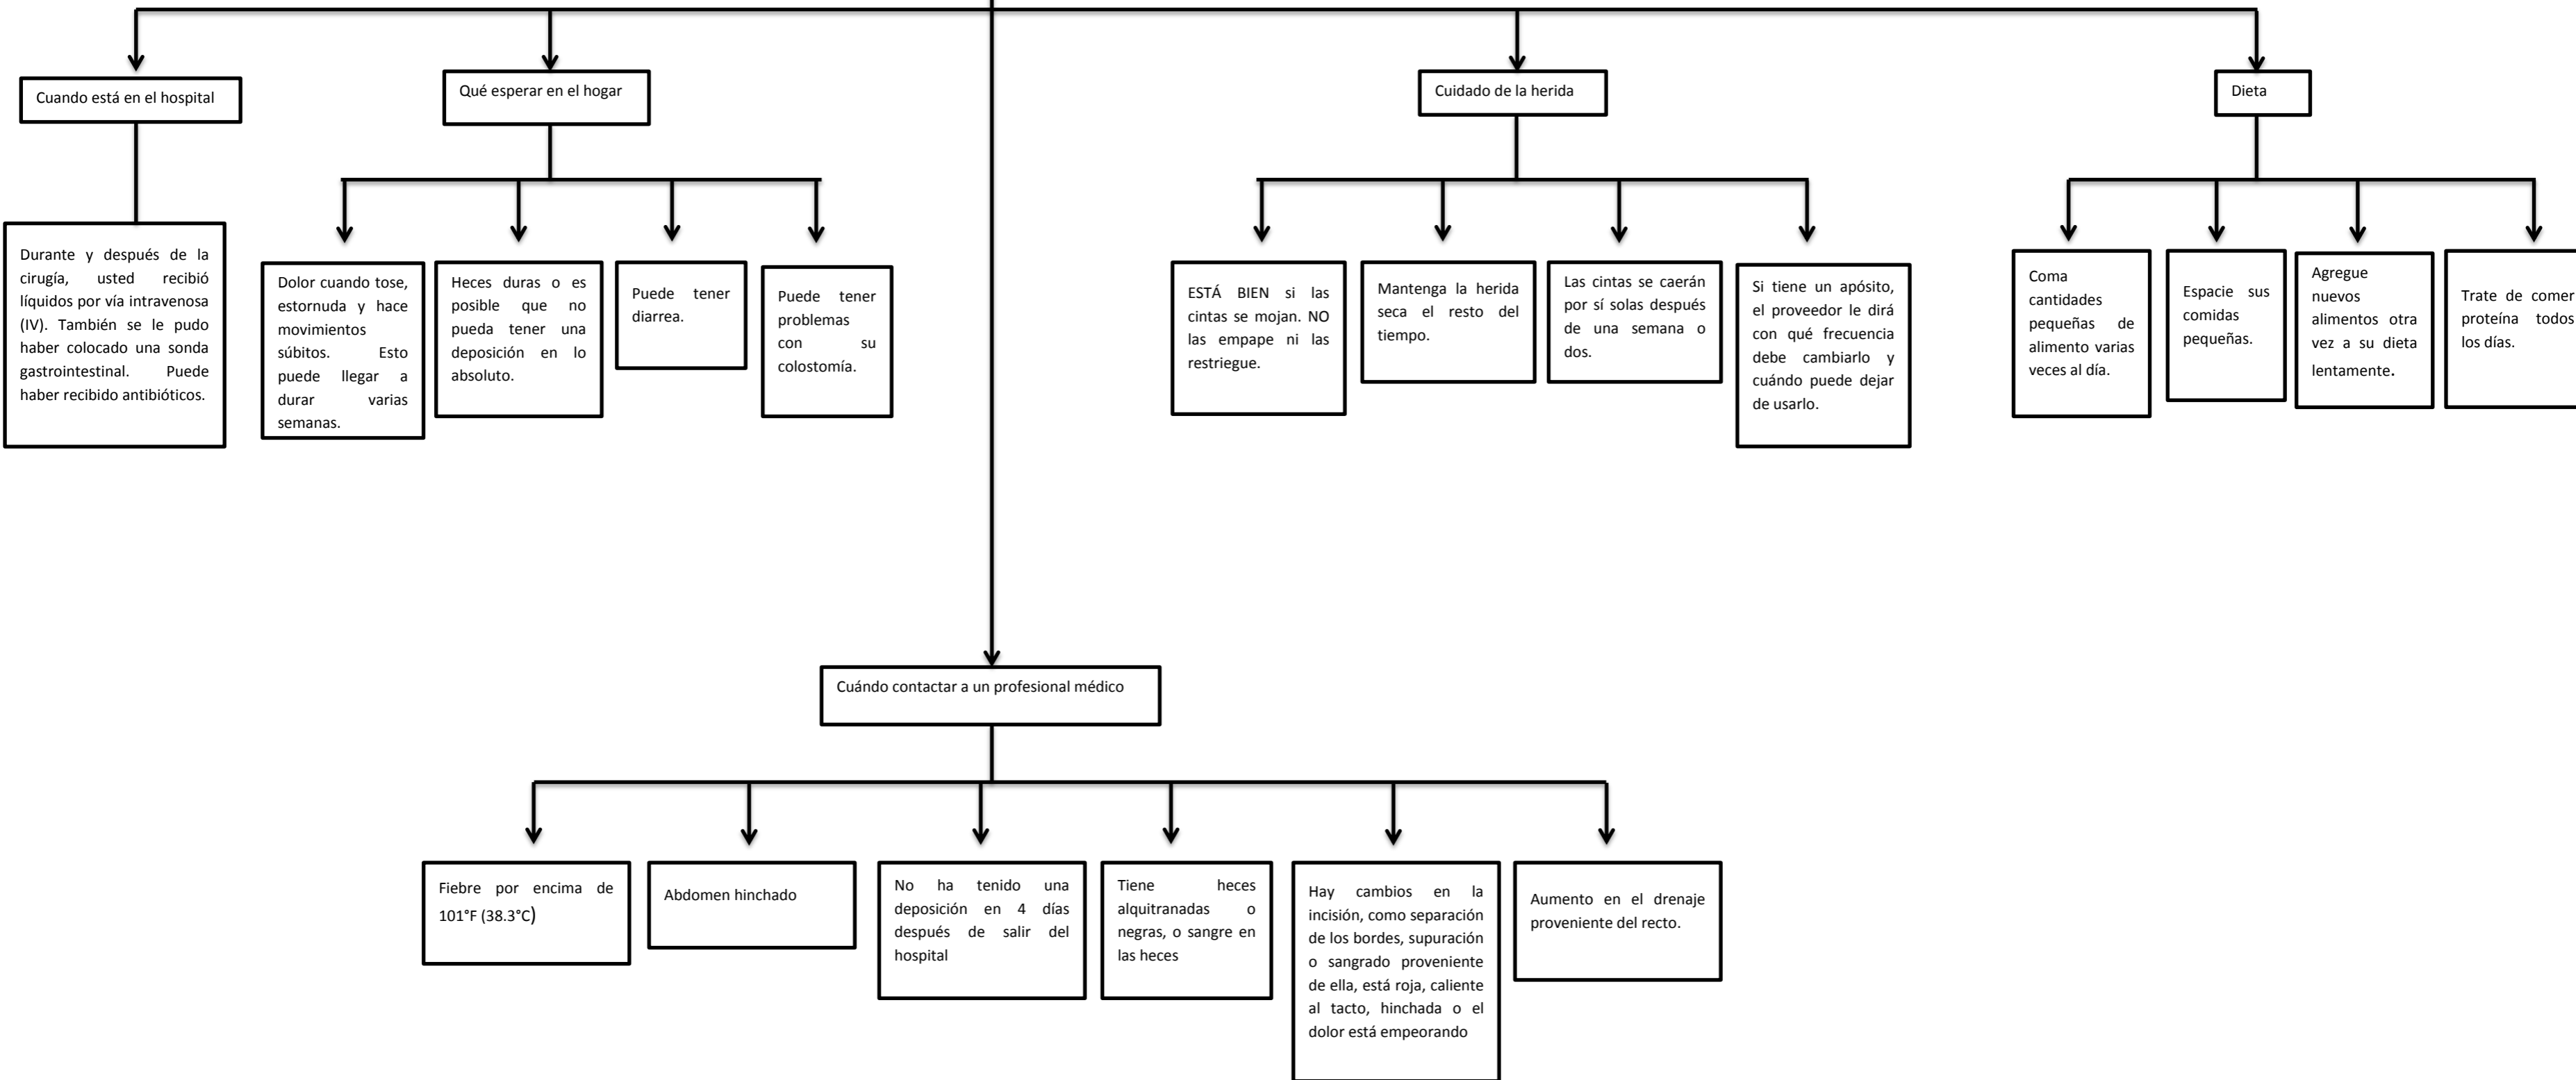 Cuando está en el hospital
Qué esperar en el hogar
Cuidado de la herida
Dieta
Durante y después de la
cirugía, usted recibió
líquidos por vía intravenosa
(IV). También se le pudo
haber colocado una sonda
gastrointestinal. Puede
haber recibido antibióticos.
Dolor cuando tose,
estornuda y hace
movimientos
súbitos. Esto
puede llegar a
durar varias
semanas.
Heces duras o es
posible que no
pueda tener una
deposición en lo
absoluto.
Puede tener
diarrea.
Puede tener
problemas
con su
colostomía.
ESTÁ BIEN si las
cintas se mojan. NO
las empape ni las
restriegue.
Mantenga la herida
seca el resto del
tiempo.
Las cintas se caerán
por sí solas después
de una semana o
dos.
Si tiene un apósito,
el proveedor le dirá
con qué frecuencia
debe cambiarlo y
cuándo puede dejar
de usarlo.
Coma
cantidades
pequeñas de
alimento varias
veces al día.
Espacie sus
comidas
pequeñas.
Agregue
nuevos
alimentos otra
vez a su dieta
lentamente.
Trate de comer
proteína todos
los días.
Cuándo contactar a un profesional médico
Fiebre por encima de
101°F (38.3°C)
Abdomen hinchado
No ha tenido una
deposición en 4 días
después de salir del
hospital
Tiene heces
alquitranadas o
negras, o sangre en
las heces
Hay cambios en la
incisión, como separación
de los bordes, supuración
o sangrado proveniente
de ella, está roja, caliente
al tacto, hinchada o el
dolor está empeorando
Aumento en el drenaje
proveniente del recto.